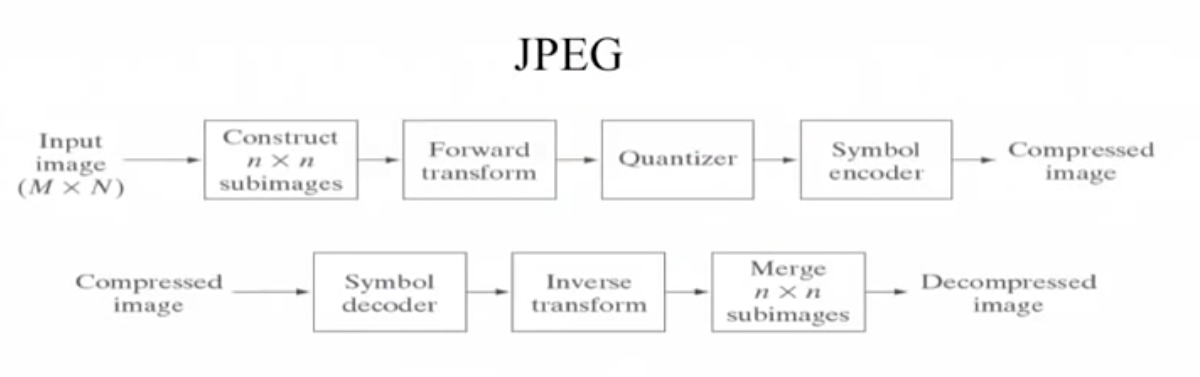 JPEG
Input
image
(M × N)
Construct
n × n
subimages
Forward
transform
Quantizer
Symbol
encoder
Compressed
image
Compressed
image
Symbol
decoder
Inverse
transform
Merge
n × n
subimages
Decompressed
image